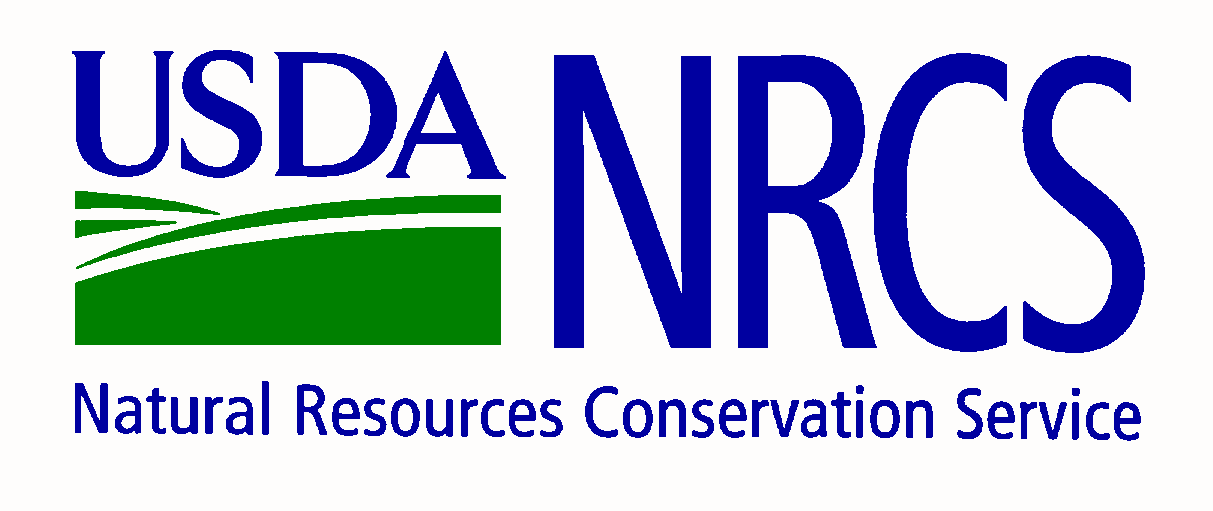 USDA NRCS
Natural Resources Conservation Service